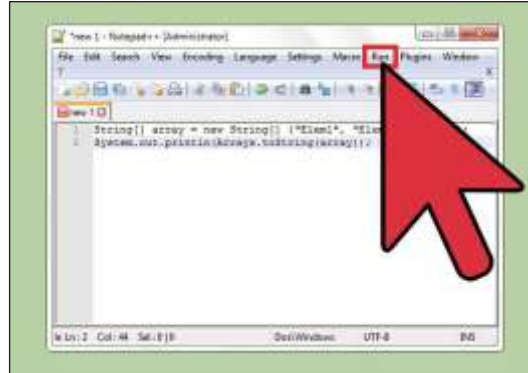 *new 1 - Notepad++ [Administrator]
File Edit Search View Encoding Language Settings Macro Run Plugins Window
? X
new 1
1 String[] array = new String[] {"Elem1", "Ele
2 System.out.println(Arrays.toString(array));
Ln:2 Col:44 Sel:0|0 Dos\Windows UTF-8 INS